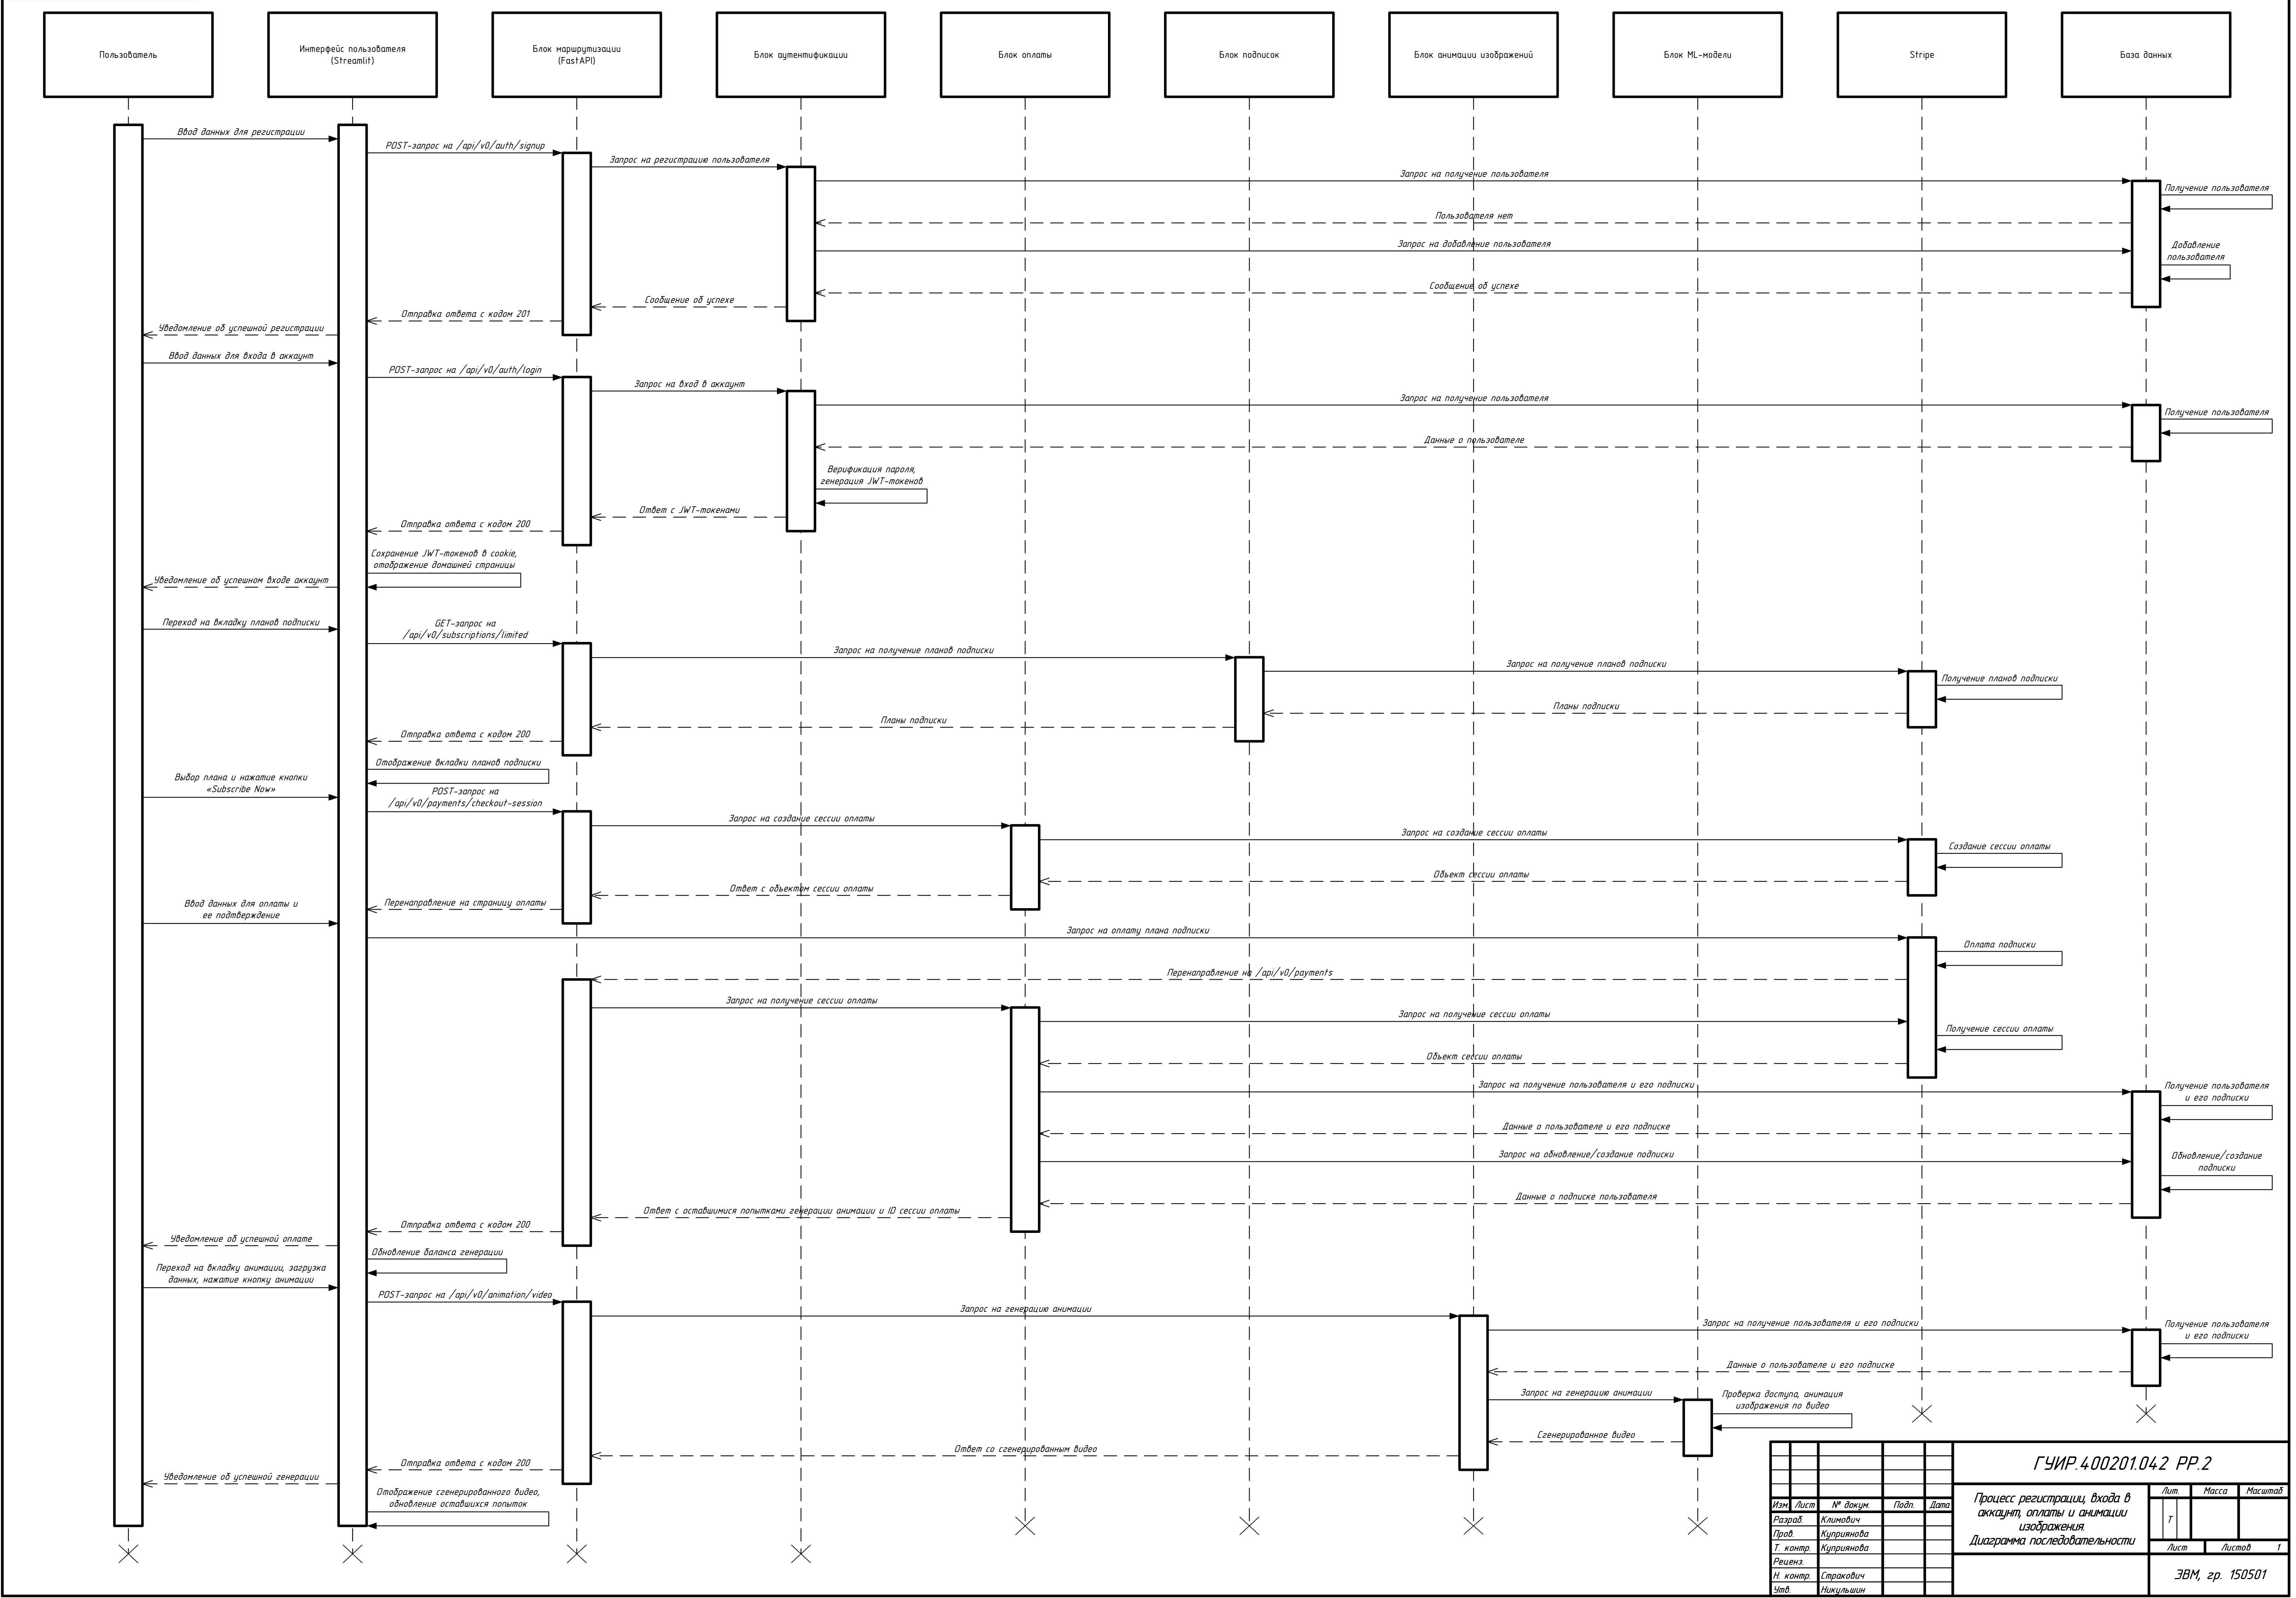 Пользователь
Интерфейс пользователя
(Streamlit)
Блок маршрутизации
(FastAPI)
Блок аутентификации
Блок оплаты
Блок подписок
Блок анимации изображений
Блок ML-модели
Stripe
База данных
Ввод данных для регистрации
POST-запрос на /api/v0/auth/signup
Запрос на регистрацию пользователя
Запрос на получение пользователя
Получение пользователя
Пользователя нет
Запрос на добавление пользователя
Добавление
пользователя
Сообщение об успехе
Сообщение об успехе
Отправка ответа с кодом 201
Уведомление об успешной регистрации
Ввод данных для входа в аккаунт
POST-запрос на /api/v0/auth/login
Запрос на вход в аккаунт
Запрос на получение пользователя
Получение пользователя
Данные о пользователе
Верификация пароля,
генерация JWT-токенов
Ответ с JWT-токенами
Отправка ответа с кодом 200
Сохранение JWT-токенов в cookie,
отображение домашней страницы
Уведомление об успешном входе аккаунт
Переход на вкладку планов подписки
GET-запрос на
/api/v0/subscriptions/limited
Запрос на получение планов подписки
Запрос на получение планов подписки
Получение планов подписки
Планы подписки
Планы подписки
Отправка ответа с кодом 200
Отображение вкладки планов подписки
Выбор плана и нажатие кнопки
«Subscribe Now»
POST-запрос на
/api/v0/payments/checkout-session
Запрос на создание сессии оплаты
Запрос на создание сессии оплаты
Создание сессии оплаты
Объект сессии оплаты
Ответ с объектом сессии оплаты
Перенаправление на страницу оплаты
Ввод данных для оплаты и
ее подтверждение
Запрос на оплату плана подписки
Оплата подписки
Перенаправление на /api/v0/payments
Запрос на получение сессии оплаты
Запрос на получение сессии оплаты
Получение сессии оплаты
Объект сессии оплаты
Запрос на получение пользователя и его подписки
Получение пользователя
и его подписки
Данные о пользователе и его подписке
Запрос на обновление/создание подписки
Обновление/создание
подписки
Данные о подписке пользователя
Ответ с оставшимися попытками генерации анимации и ID сессии оплаты
Отправка ответа с кодом 200
Уведомление об успешной оплате
Обновление баланса генерации
Переход на вкладку анимации, загрузка
данных, нажатие кнопку анимации
POST-запрос на /api/v0/animation/video
Запрос на генерацию анимации
Запрос на получение пользователя и его подписки
Получение пользователя
и его подписки
Данные о пользователе и его подписке
Запрос на генерацию анимации
Проверка доступа, анимация
изображения по видео
Сгенерированное видео
Ответ со сгенерированным видео
Отправка ответа с кодом 200
Уведомление об успешной генерации
Отображение сгенерированного видео,
обновление оставшихся попыток
ГУИР.400201.042 РР.2
Процесс регистрации, входа в
аккаунт, оплаты и анимации
изображения.
Диаграмма последовательности
Лит. Масса Масштаб
Т
Лист Листов 1
ЭВМ, гр. 150501
Изм. Лист № докум. Подп. Дата
Разраб. Климович
Пров. Куприянова
Т. контр. Куприянова
Реценз.
Н. контр. Стракович
Утв. Никульшин